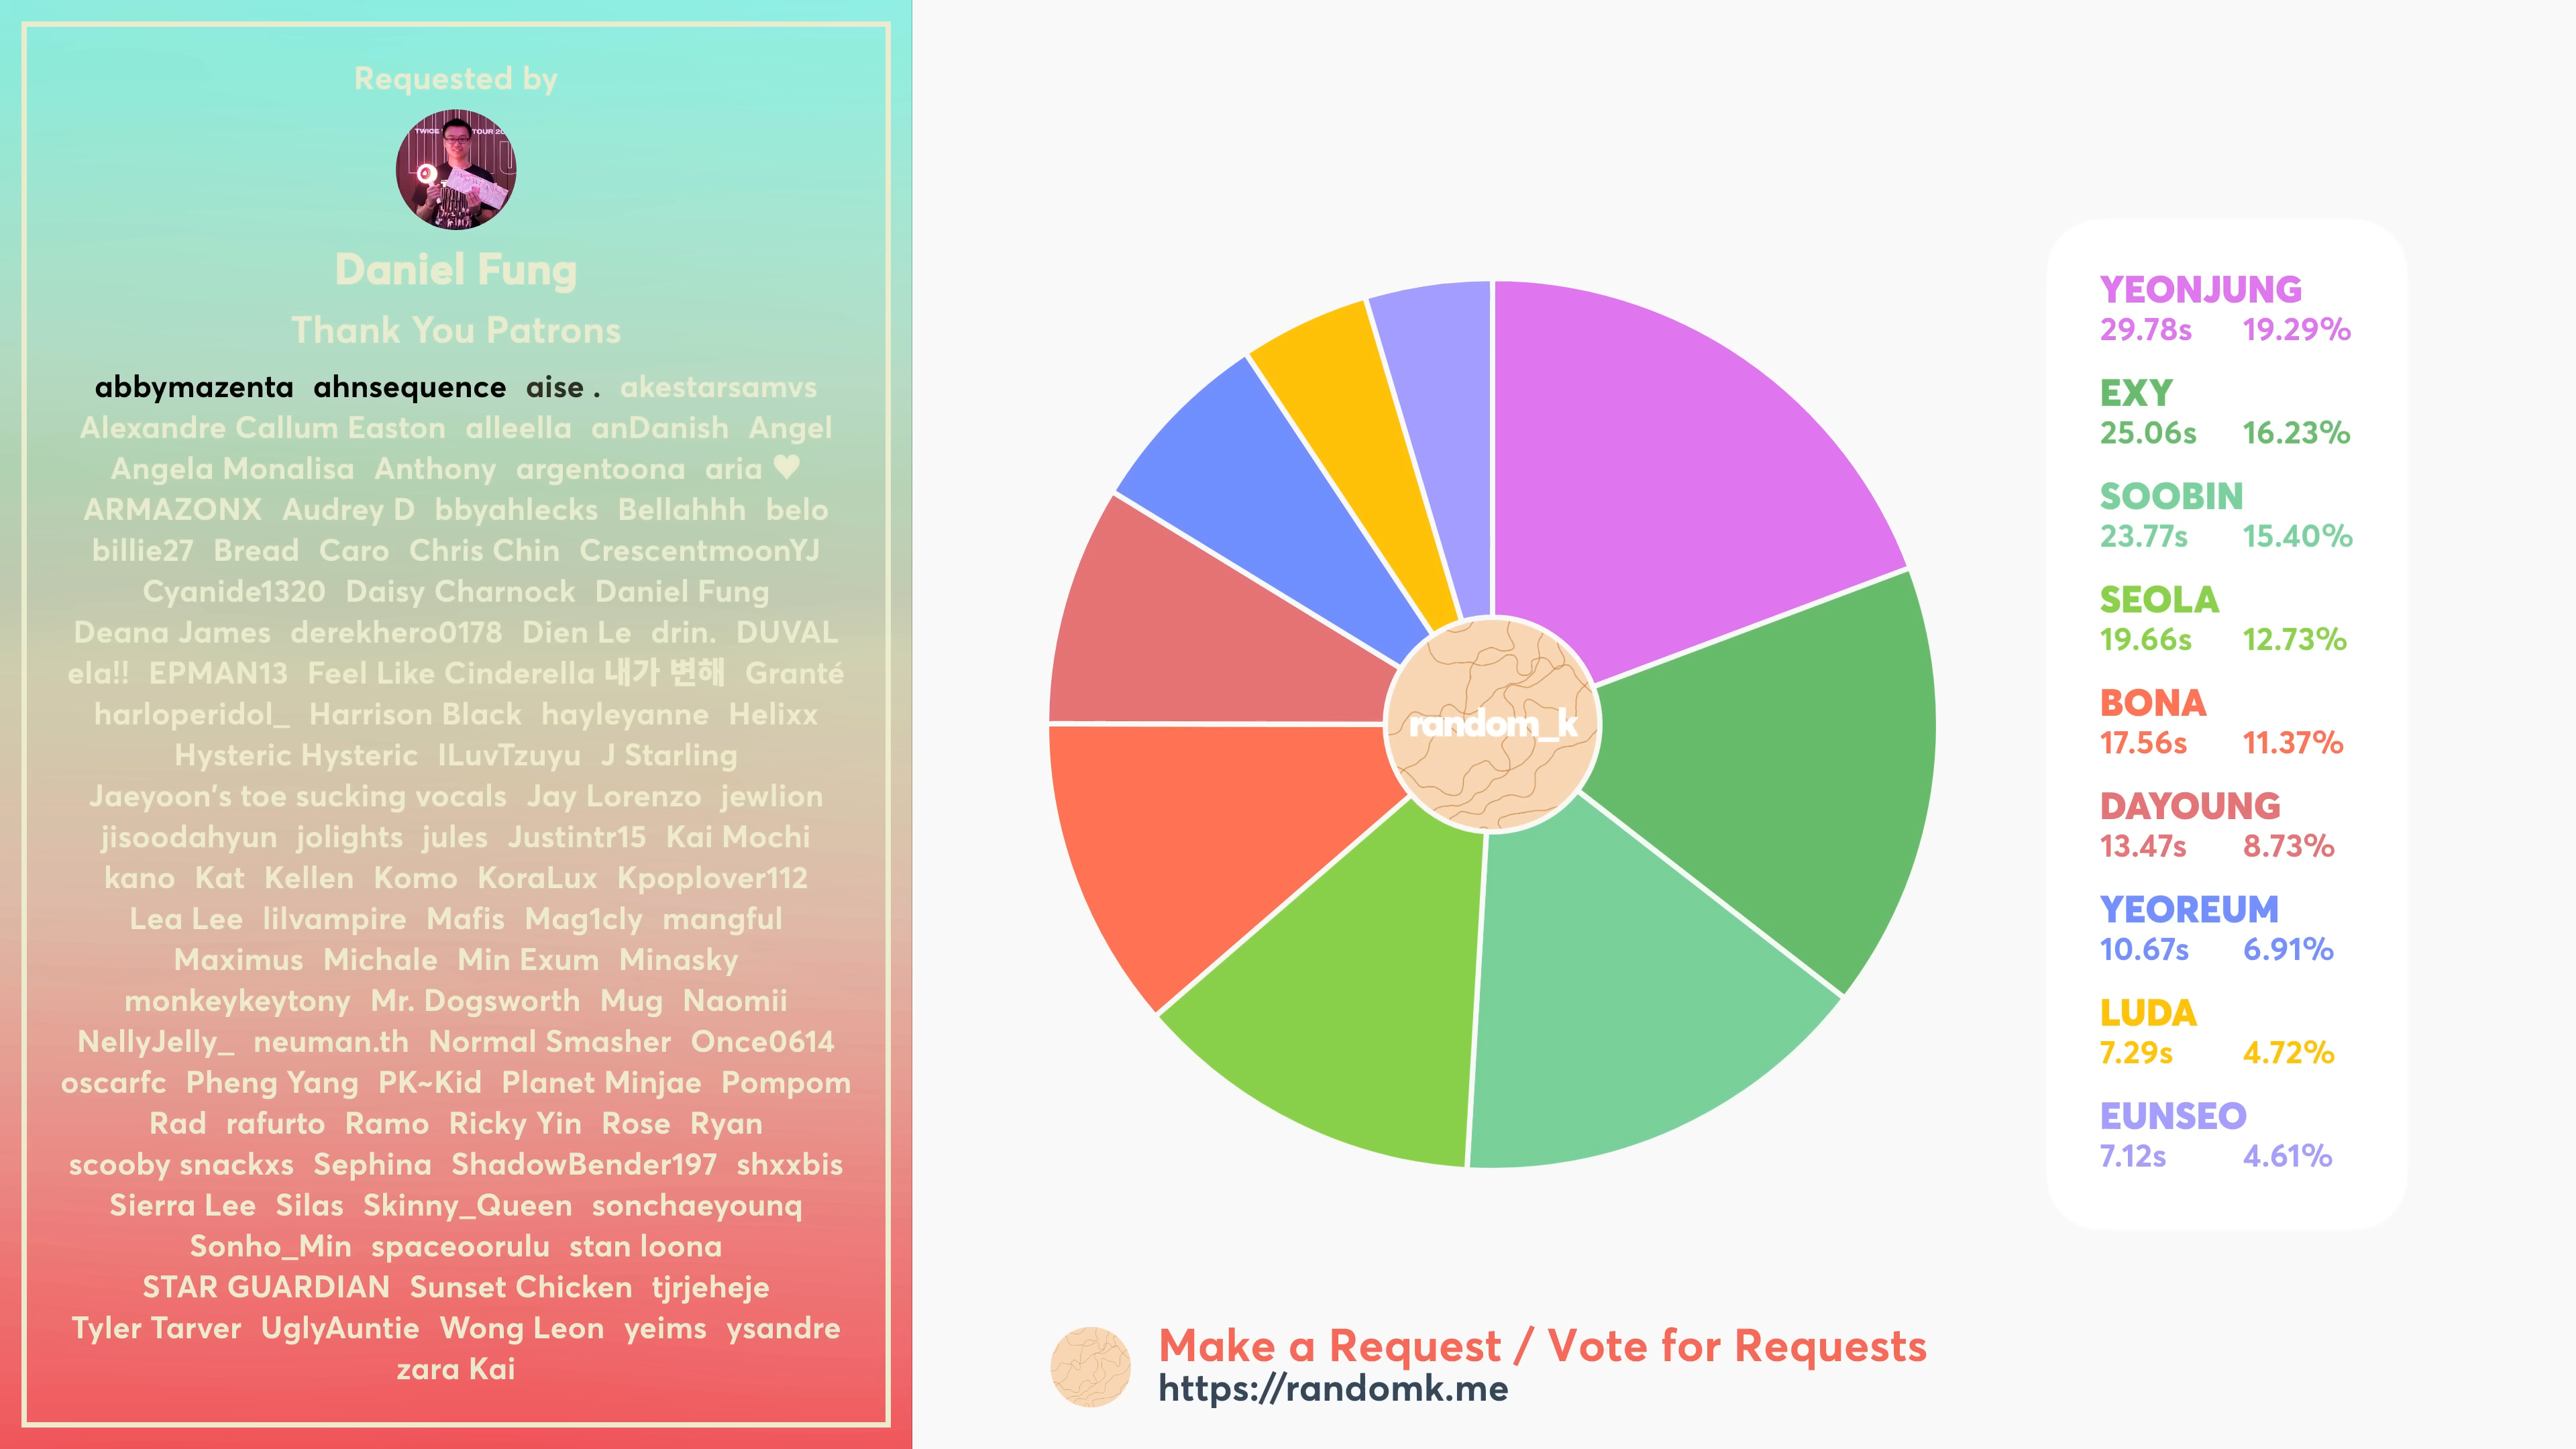 Requested by
TWICE TOUR 20
Daniel Fung
Thank You Patrons
abbymazenta ahnsequence aise . akestarsamvs
Alexandre Callum Easton alleella anDanish Angel
Angela Monalisa Anthony argentoona aria ♥
ARMAZONX Audrey D bbyahlecks Bellahhh belo
billie27 Bread Caro Chris Chin CrescentmoonYJ
Cyanide1320 Daisy Charnock Daniel Fung
Deana James derekhero0178 Dien Le drin. DUVAL
ela!! EPMAN13 Feel Like Cinderella 내가 변해 Granté
harloperidol_ Harrison Black hayleyanne Helixx
Hysteric Hysteric ILuvTzuyu J Starling
Jaeyoon's toe sucking vocals Jay Lorenzo jewlion
jisoodahyun jolights jules Justintr15 Kai Mochi
kano Kat Kellen Komo KoraLux Kpoplover112
Lea Lee lilvampire Mafis Mag1cly mangful
Maximus Michale Min Exum Minasky
monkeykeytony Mr. Dogsworth Mug Naomii
NellyJelly_ neuman.th Normal Smasher Once0614
oscarfc Pheng Yang PK~Kid Planet Minjae Pompom
Rad rafurto Ramo Ricky Yin Rose Ryan
scooby snackxs Sephina ShadowBender197 shxxbis
Sierra Lee Silas Skinny_Queen sonchaeyounq
Sonho_Min spaceoorulu stan loona
STAR GUARDIAN Sunset Chicken tjrjeheje
Tyler Tarver UglyAuntie Wong Leon yeims ysandre
zara Kai
random_k
YEONJUNG
29.78s 19.29%
EXY
25.06s 16.23%
SOOBIN
23.77s 15.40%
SEOLA
19.66s 12.73%
BONA
17.56s 11.37%
DAYOUNG
13.47s 8.73%
YEOREUM
10.67s 6.91%
LUDA
7.29s 4.72%
EUNSEO
7.12s 4.61%
Make a Request / Vote for Requests
https://randomk.me